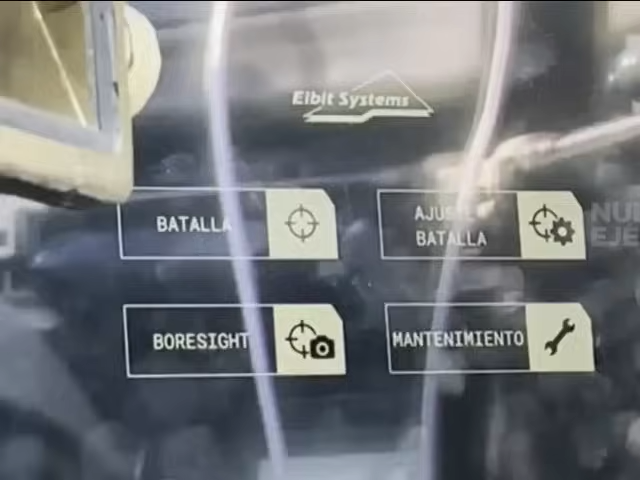 Elbit Systems
BATALLA
AJUSTE
BATALLA
BORESIGHT
MANTENIMIENTO